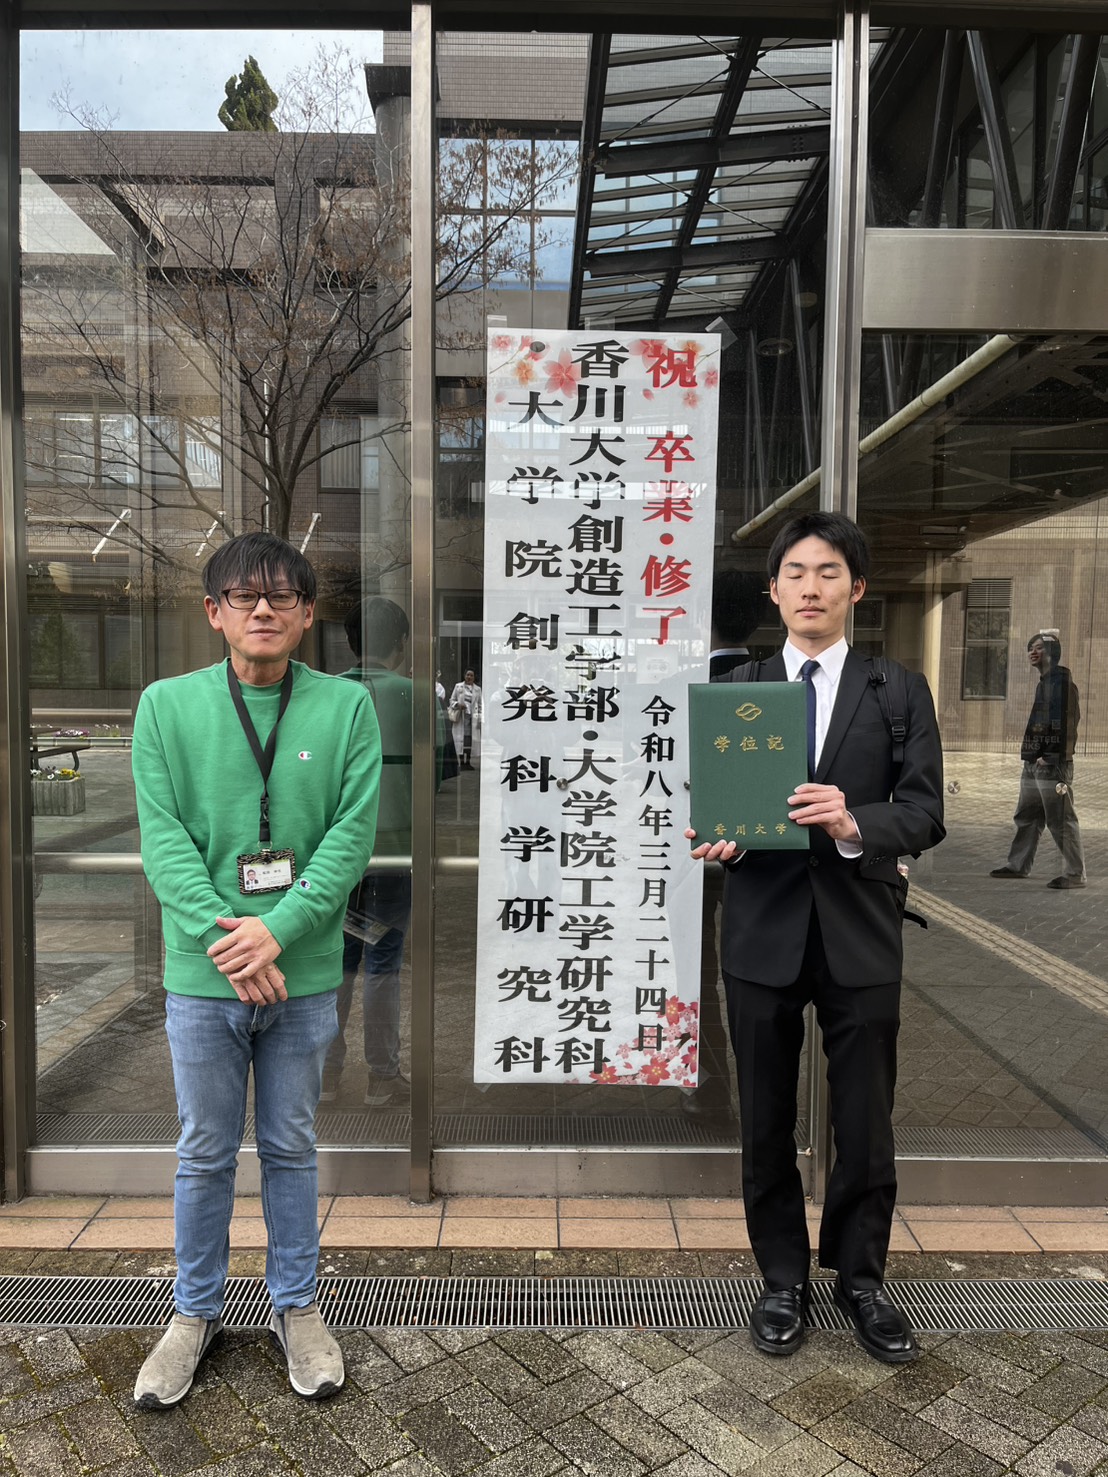 祝 卒業・修了
令和八年三月二十四日
香川大学創造工学部・大学院工学研究科
大学院創発科学研究科
学位記
香川大学